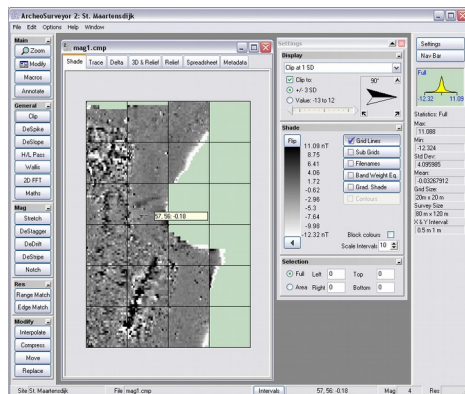 ArcheoSurveyor 2: St. Maartensdijk
File Edit Options Help Window
Main
Zoom
Modify
Macros
Annotate
General
Clip
DeSpike
DeSlope
H/L Pass
Wallis
2D FFT
Maths
Mag
Stretch
DeStagger
DeDrift
DeStripe
Notch
Res
Range Match
Edge Match
Modify
Interpolate
Compress
Move
Replace
mag1.cmp
Shade Trace Delta 3D & Relief Relief Spreadsheet Metadata
57, 56: -0.18
Settings
Display
Clip at 1 SD
Clip to:
+/- 3 SD
Value: -13 to 12
90°
Shade
Flip
11.09 nT
8.75
6.41
4.06
1.72
-0.62
-2.96
-5.3
-7.64
-9.98
-12.32 nT
Grid Lines
Sub Grids
Filenames
Band Weight Eq.
Grad. Shade
Contours
Block colours
Scale Intervals 10
Selection
Full Left 0 Top 0
Area Right 0 Bottom 0
Settings
Nav Bar
Full
-12.32 11.09
Statistics: Full
Max:
11.088
Min:
-12.324
Std Dev:
4.095985
Mean:
-0.03267912
Grid Size:
20m x 20 m
Survey Size
80 m x 120 m
X & Y Interval:
0.5 m 1 m
Site St. Maartensdijk File mag1.cmp Intervals 57, 56: -0.18 Mag 4 Res